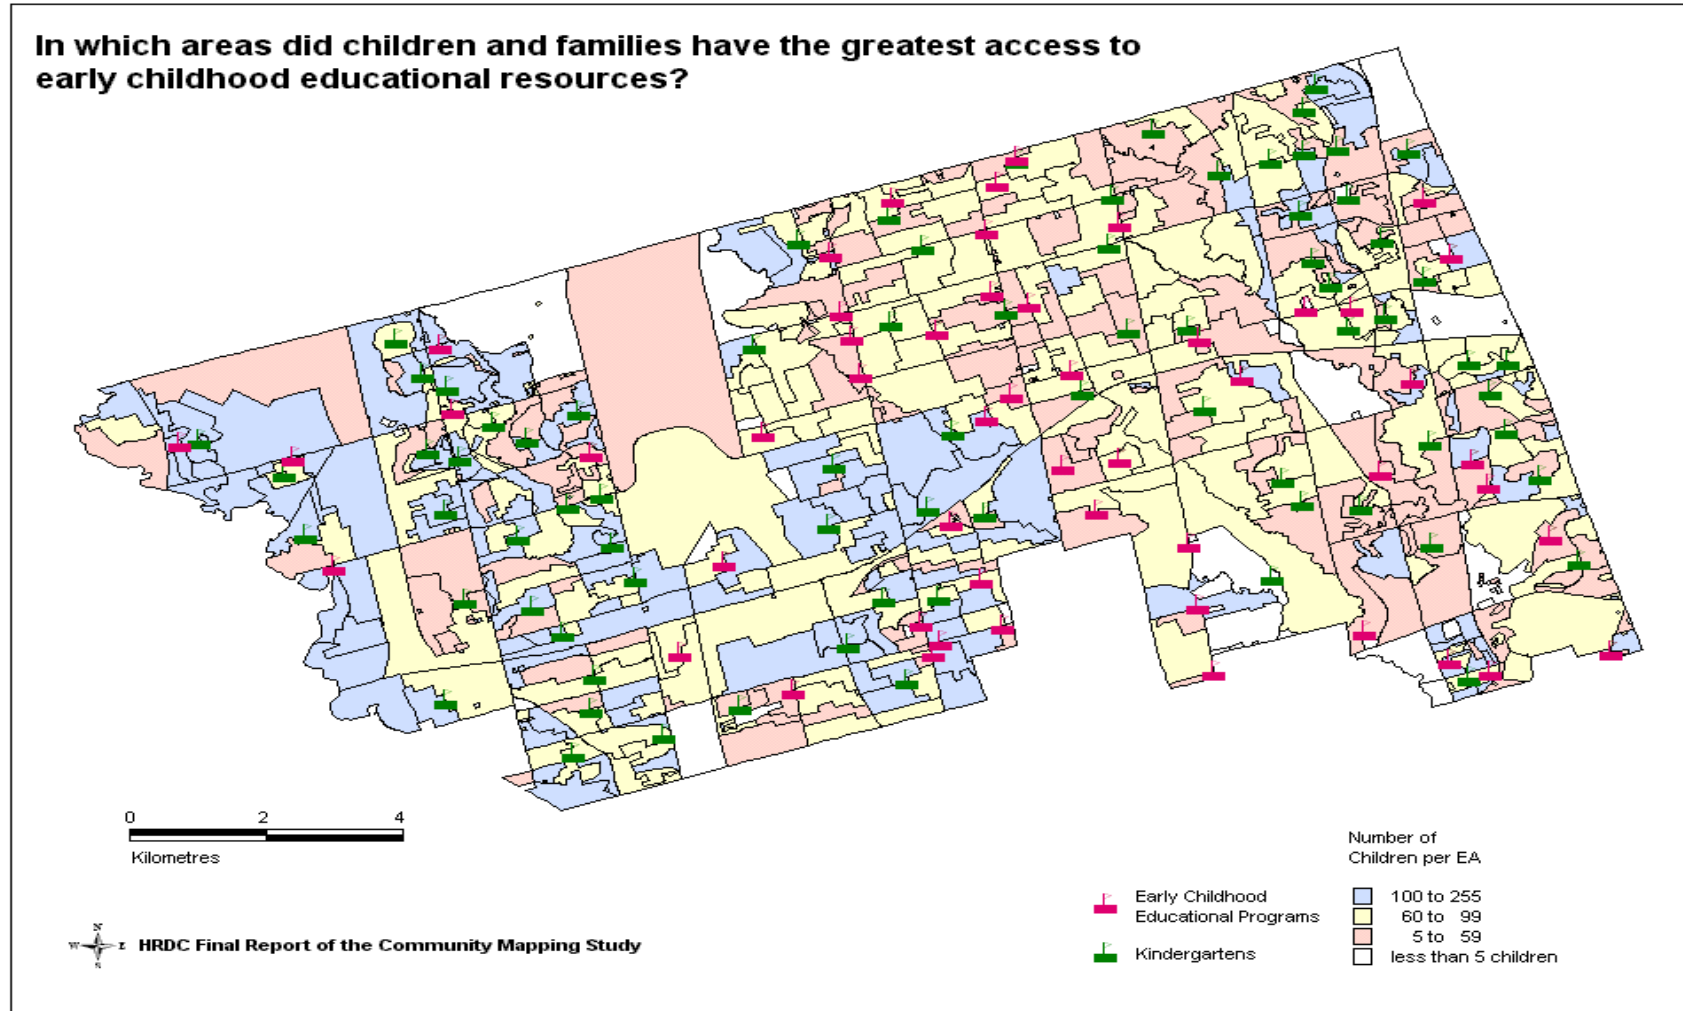 In which areas did children and families have the greatest access to
early childhood educational resources?
0 2 4
Kilometres
N
W E
S
HRDC Final Report of the Community Mapping Study
Early Childhood
Educational Programs
Kindergartens
Number of
Children per EA
100 to 255
60 to 99
5 to 59
less than 5 children